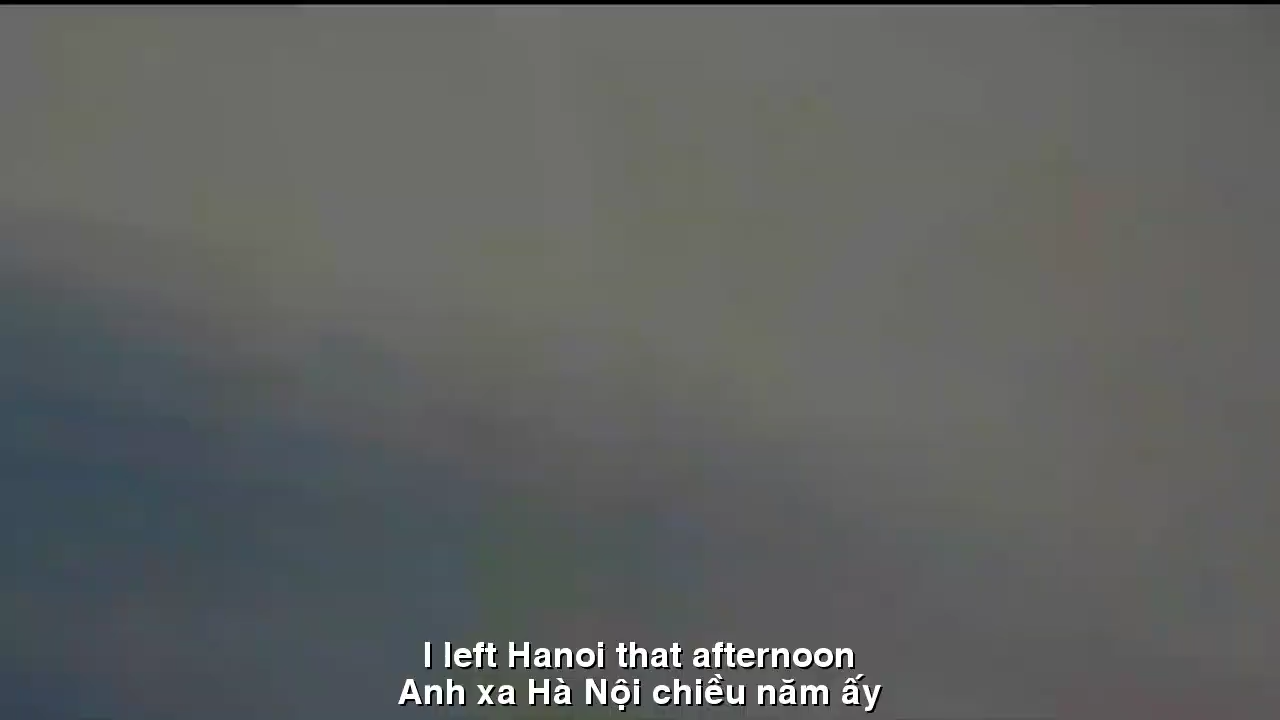 I left Hanoi that afternoon
Anh xa Hà Nội chiều năm ấy